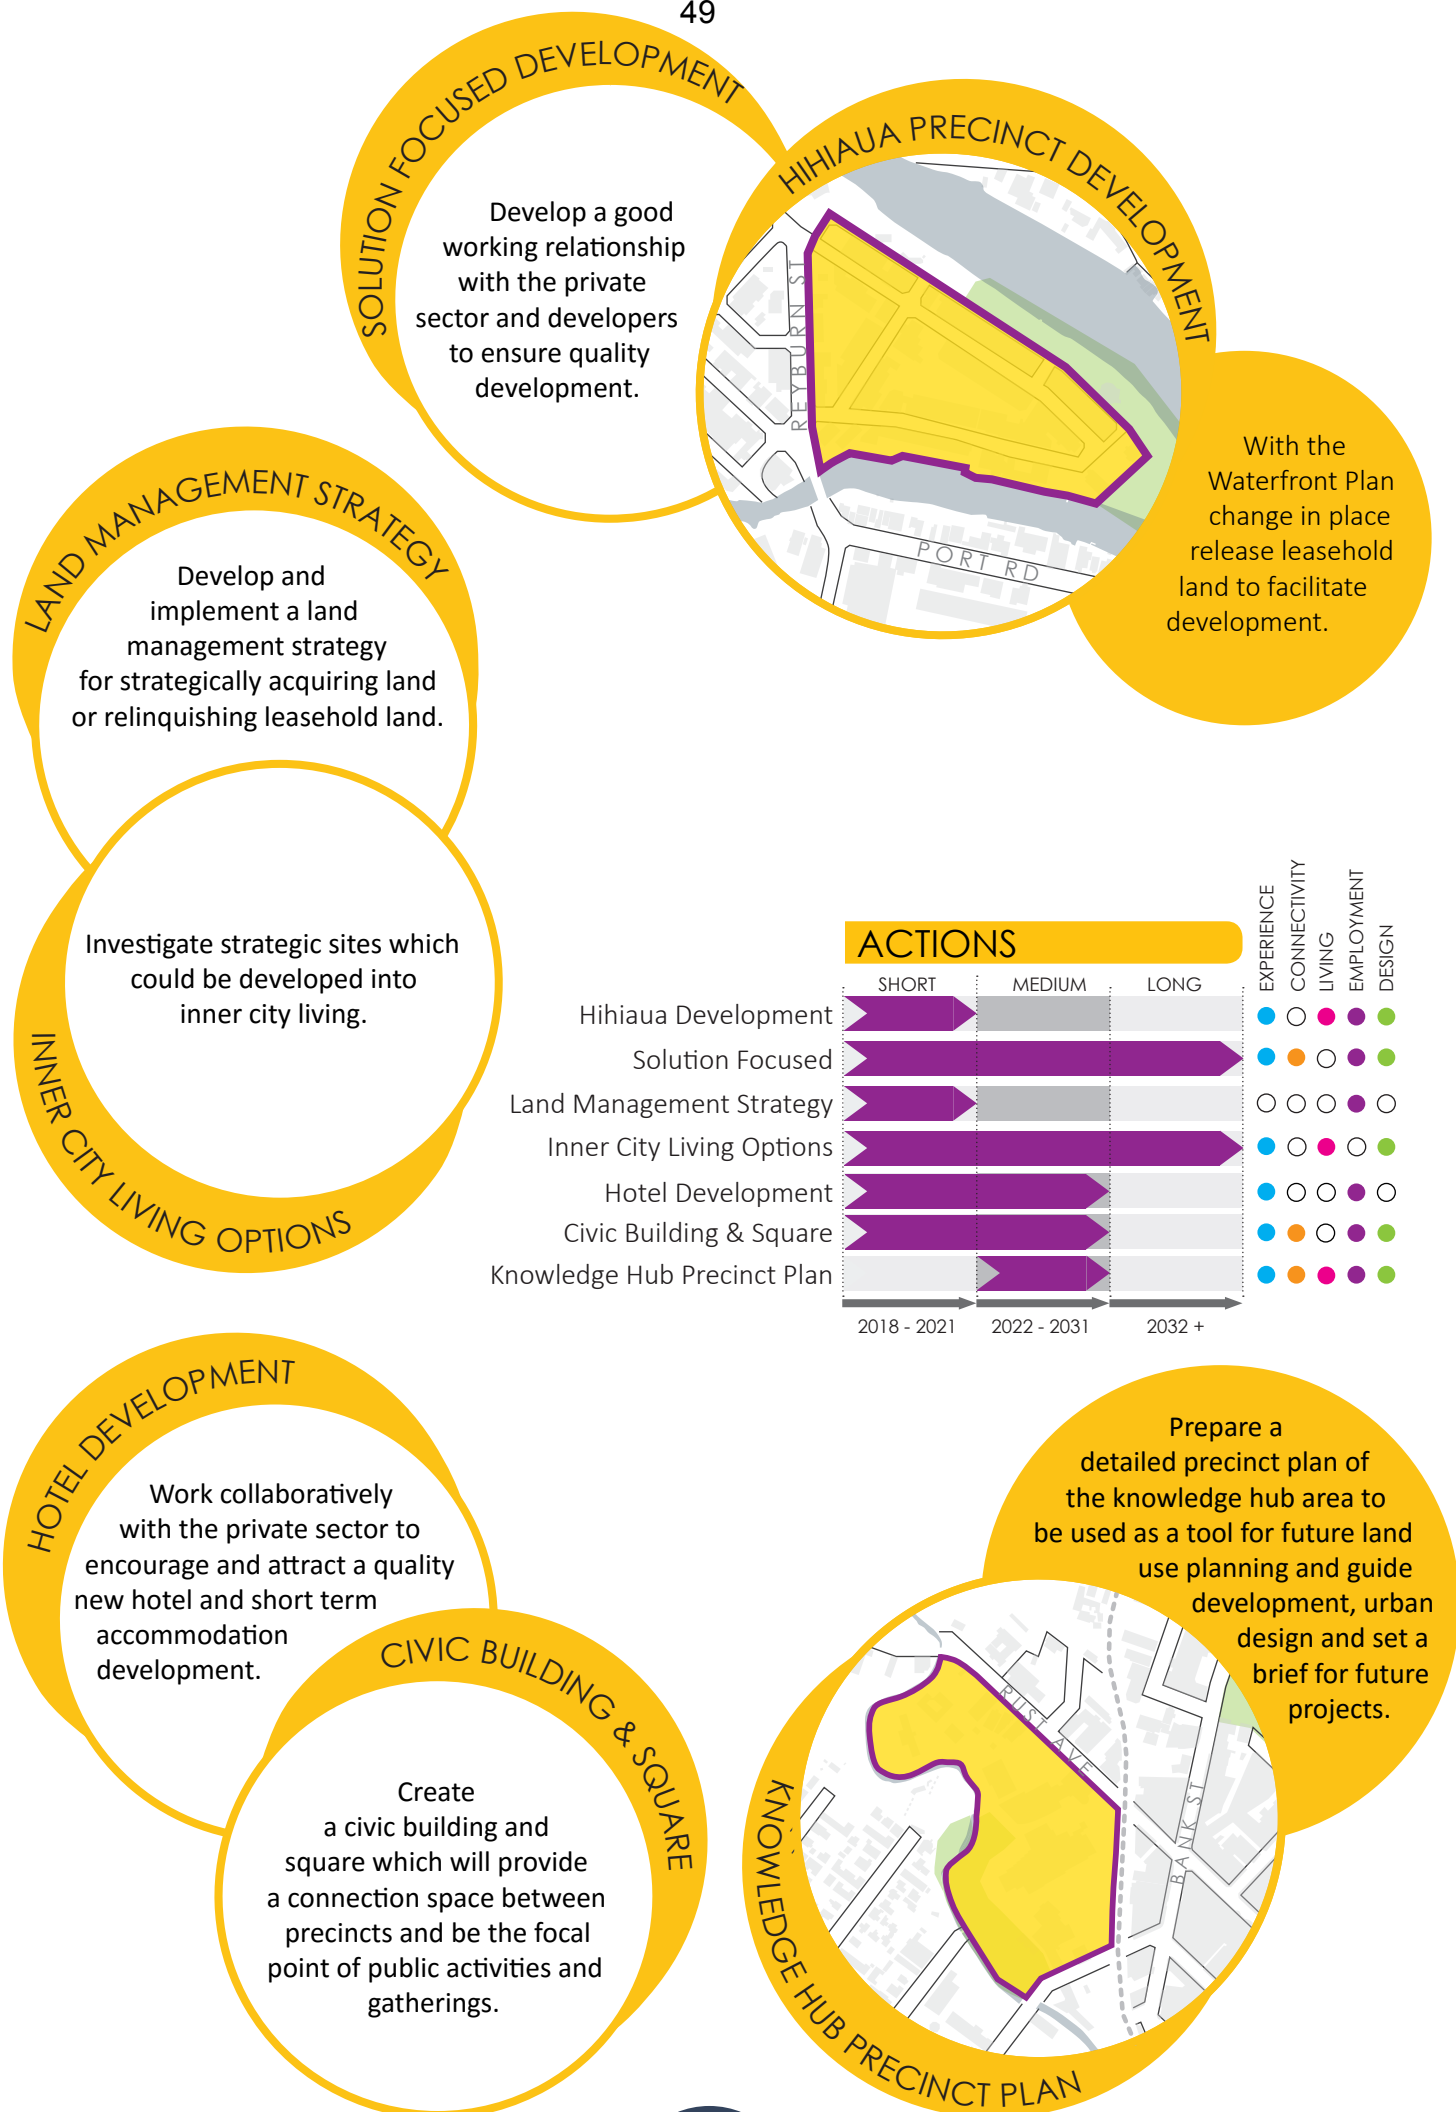 49
SOLUTION FOCUSED DEVELOPMENT
Develop a good
working relationship
with the private
sector and developers
to ensure quality
development.
HIHIAUA PRECINCT DEVELOPMENT
REYBURN ST
PORT RD
With the
Waterfront Plan
change in place
release leasehold
land to facilitate
development.
LAND MANAGEMENT STRATEGY
Develop and
implement a land
management strategy
for strategically acquiring land
or relinquishing leasehold land.
Investigate strategic sites which
could be developed into
inner city living.
INNER CITY LIVING OPTIONS
ACTIONS
EXPERIENCE
CONNECTIVITY
LIVING
EMPLOYMENT
DESIGN
SHORT MEDIUM LONG
Hihiaua Development
Solution Focused
Land Management Strategy
Inner City Living Options
Hotel Development
Civic Building & Square
Knowledge Hub Precinct Plan
2018 - 2021 2022 - 2031 2032 +
HOTEL DEVELOPMENT
Work collaboratively
with the private sector to
encourage and attract a quality
new hotel and short term
accommodation
development.
CIVIC BUILDING & SQUARE
Create
a civic building and
square which will provide
a connection space between
precincts and be the focal
point of public activities and
gatherings.
Prepare a
detailed precinct plan of
the knowledge hub area to
be used as a tool for future land
use planning and guide
development, urban
design and set a
brief for future
projects.
RUST AVE
BANK ST
KNOWLEDGE HUB PRECINCT PLAN